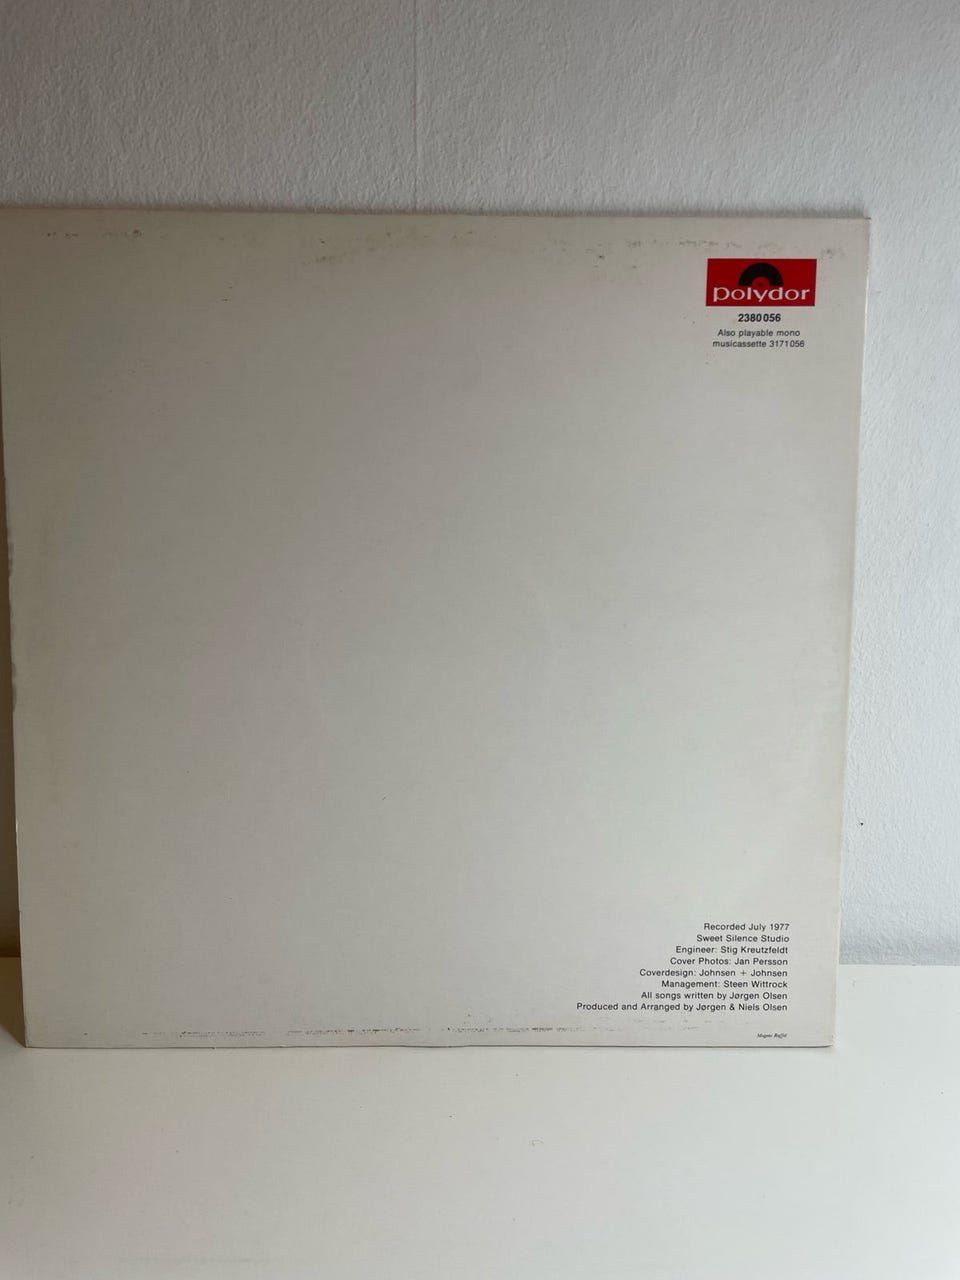 polydor
2380 056
Also playable mono
musicassette 3171 056
Recorded July 1977
Sweet Silence Studio
Engineer: Stig Kreutzfeldt
Cover Photos: Jan Persson
Coverdesign: Johnsen + Johnsen
Management: Steen Wittrock
All songs written by Jørgen Olsen
Produced and Arranged by Jørgen & Niels Olsen